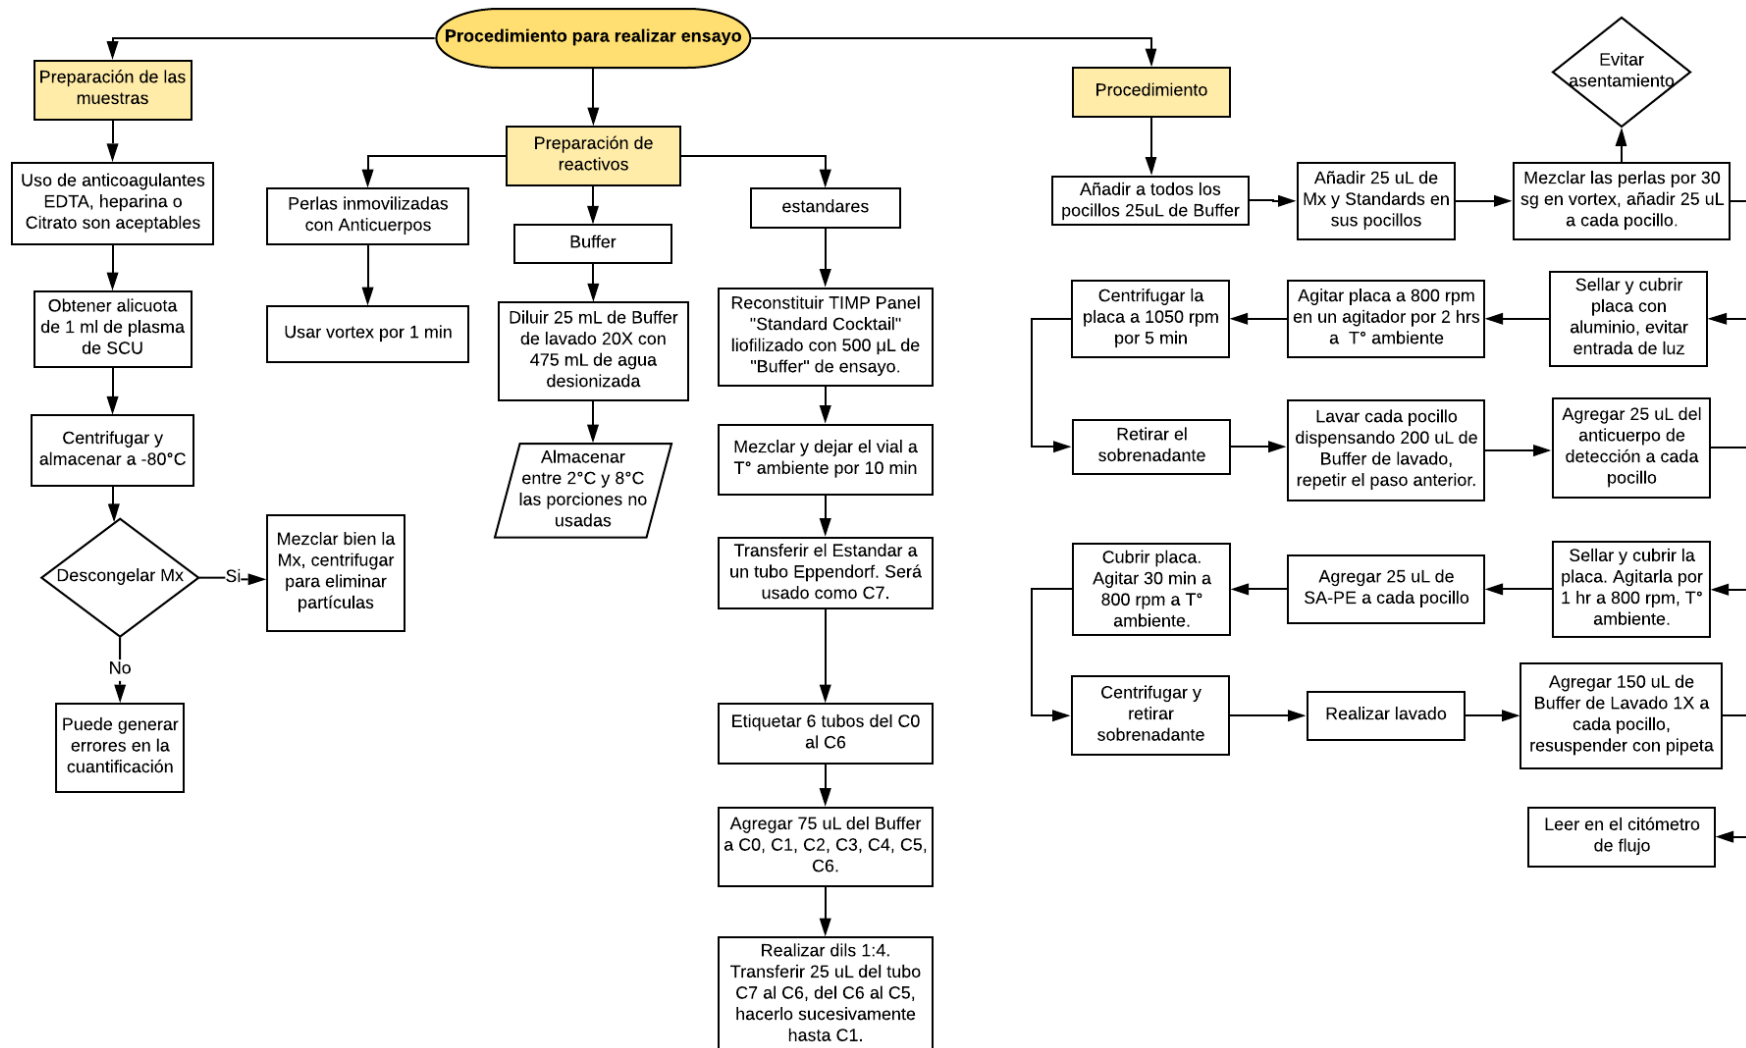 Procedimiento para realizar ensayo
Preparación de las
muestras
Uso de anticoagulantes
EDTA, heparina o
Citrato son aceptables
Obtener alicuota
de 1 ml de plasma
de SCU
Centrifugar y
almacenar a -80°C
Descongelar Mx
Si
Mezclar bien la
Mx, centrifugar
para eliminar
partículas
No
Puede generar
errores en la
cuantificación
Preparación de
reactivos
Perlas inmovilizadas
con Anticuerpos
Usar vortex por 1 min
Buffer
Diluir 25 mL de Buffer
de lavado 20X con
475 mL de agua
desionizada
Almacenar
entre 2°C y 8°C
las porciones no
usadas
estandares
Reconstituir TIMP Panel
"Standard Cocktail"
liofilizado con 500 µL de
"Buffer" de ensayo.
Mezclar y dejar el vial a
T° ambiente por 10 min
Transferir el Estandar a
un tubo Eppendorf. Será
usado como C7.
Etiquetar 6 tubos del C0
al C6
Agregar 75 uL del Buffer
a C0, C1, C2, C3, C4, C5,
C6.
Realizar dils 1:4.
Transferir 25 uL del tubo
C7 al C6, del C6 al C5,
hacerlo sucesivamente
hasta C1.
Procedimiento
Añadir a todos los
pocillos 25uL de Buffer
Añadir 25 uL de
Mx y Standards en
sus pocillos
Mezclar las perlas por 30
sg en vortex, añadir 25 uL
a cada pocillo.
Evitar
asentamiento
Sellar y cubrir
placa con
aluminio, evitar
entrada de luz
Agitar placa a 800 rpm
en un agitador por 2 hrs
a T° ambiente
Centrifugar la
placa a 1050 rpm
por 5 min
Retirar el
sobrenadante
Lavar cada pocillo
dispensando 200 uL de
Buffer de lavado,
repetir el paso anterior.
Agregar 25 uL del
anticuerpo de
detección a cada
pocillo
Sellar y cubrir la
placa. Agitarla por
1 hr a 800 rpm, T°
ambiente.
Agregar 25 uL de
SA-PE a cada pocillo
Cubrir placa.
Agitar 30 min a
800 rpm a T°
ambiente.
Centrifugar y
retirar
sobrenadante
Realizar lavado
Agregar 150 uL de
Buffer de Lavado 1X a
cada pocillo,
resuspender con pipeta
Leer en el citómetro
de flujo